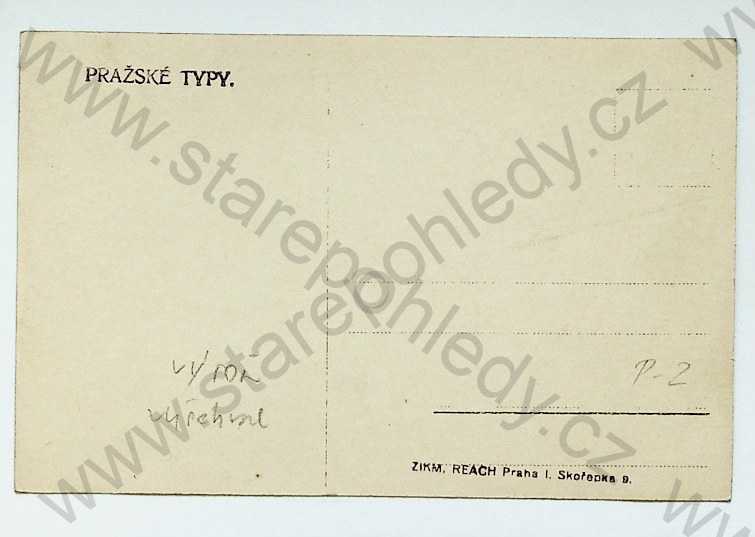 PRAŽSKÉ TYPY.
P-2
ZIKM. REACH Praha I. Skořepka 9.
www.starepohledy.cz
www.starepohledy.cz